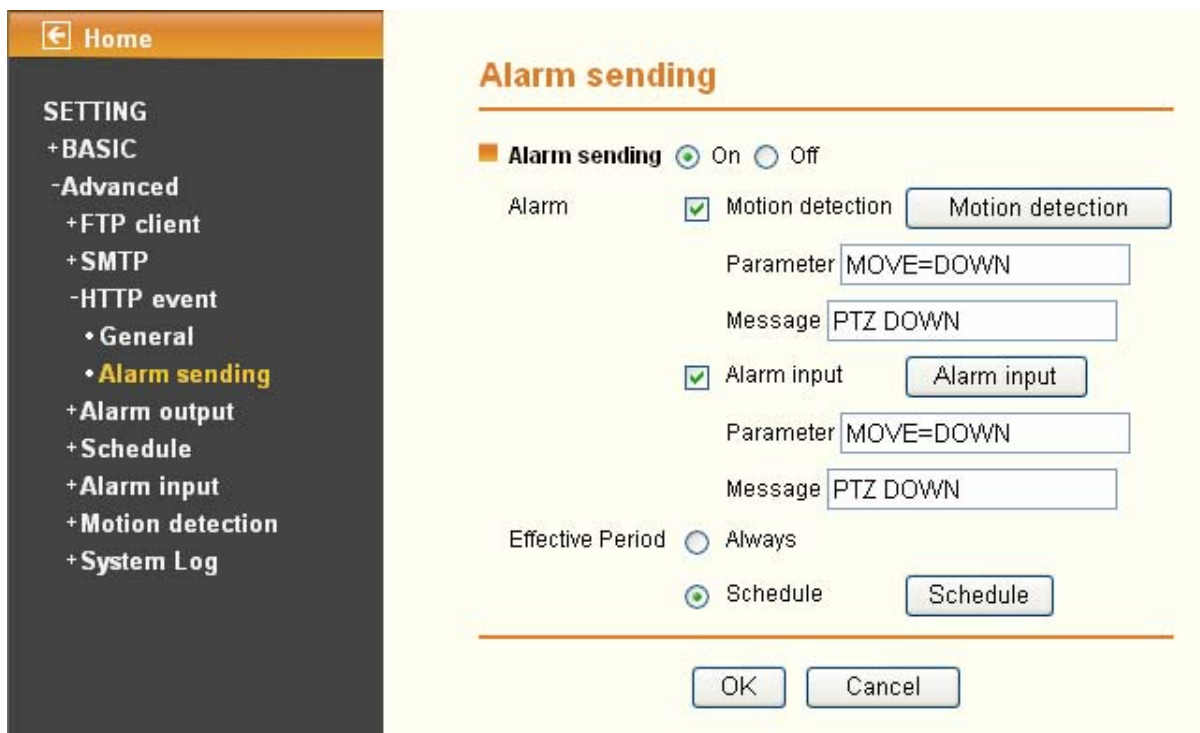 Home
SETTING
+BASIC
-Advanced
+FTP client
+SMTP
-HTTP event
• General
• Alarm sending
+Alarm output
+Schedule
+Alarm input
+Motion detection
+System Log
Alarm sending
Alarm sending On Off
Alarm Motion detection Motion detection
Parameter MOVE=DOWN
Message PTZ DOWN
Alarm input Alarm input
Parameter MOVE=DOWN
Message PTZ DOWN
Effective Period Always
Schedule Schedule
OK Cancel